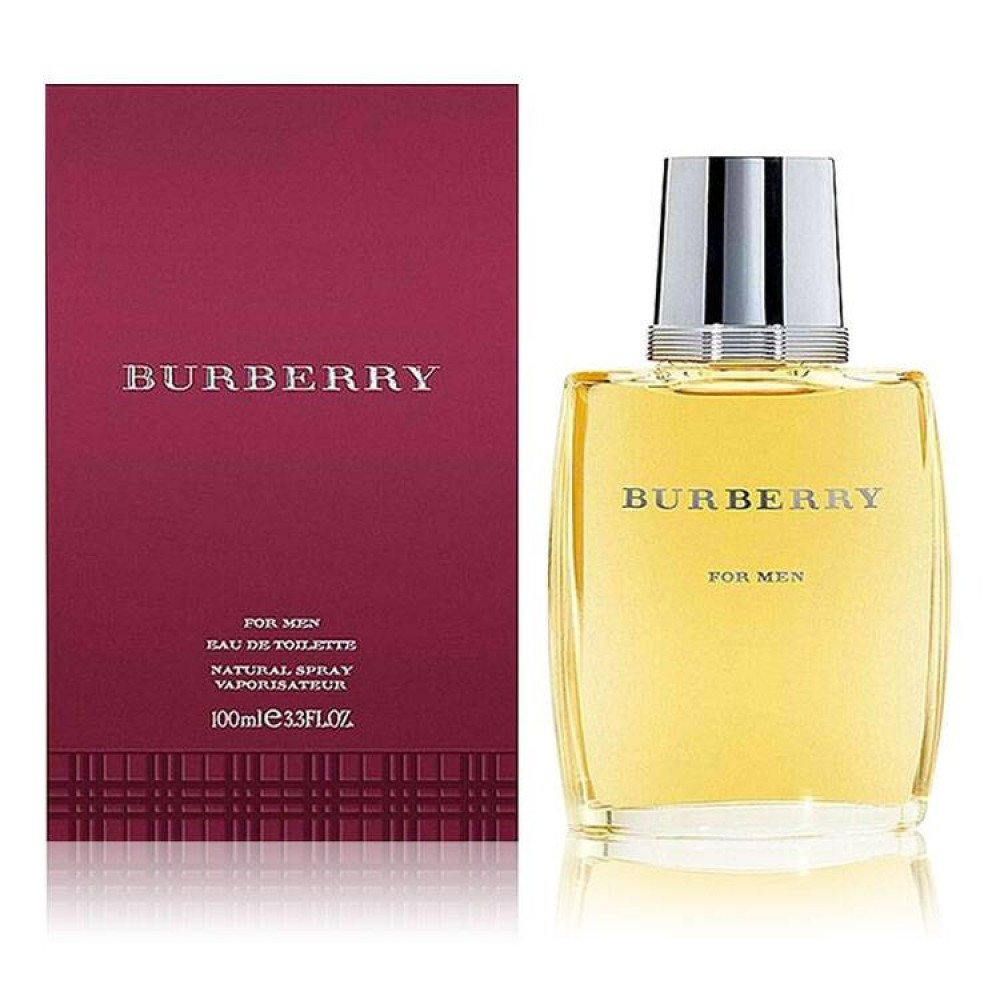 BURBERRY
FOR MEN
EAU DE TOILETTE
NATURAL SPRAY
VAPORISATEUR
100ml e 3.3FL.OZ.
BURBERRY
FOR MEN